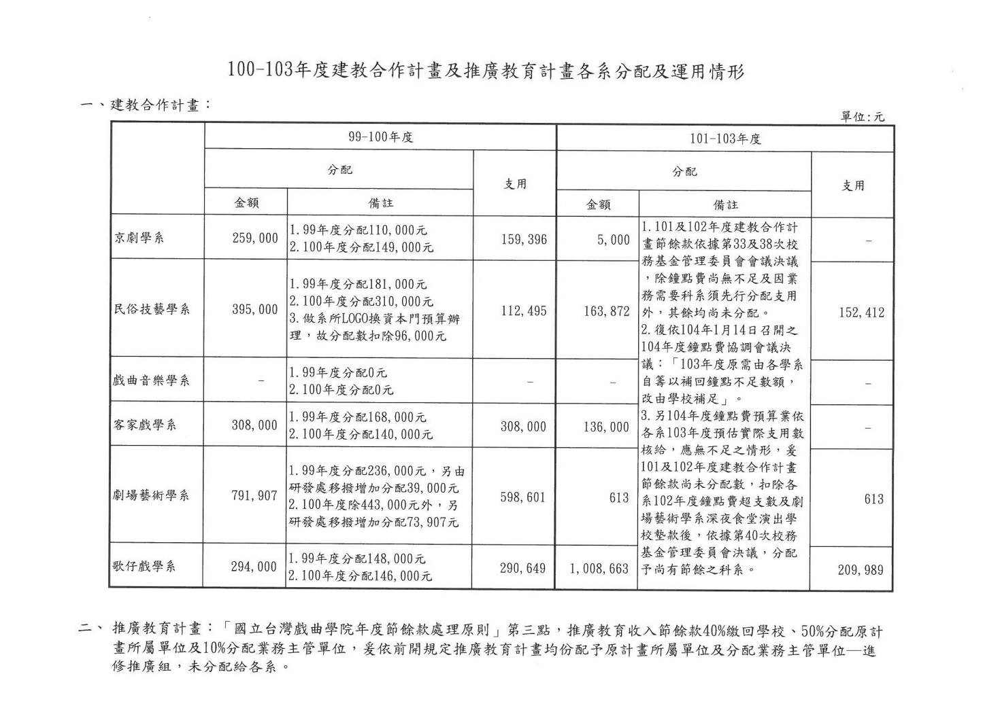 100-103年度建教合作計畫及推廣教育計畫各系分配及運用情形
一、建教合作計畫：
單位:元
99-100年度
101-103年度
分配
支用
分配
支用
金額
備註
金額
備註
京劇學系
259,000
1.99年度分配110,000元
2.100年度分配149,000元
159,396
5,000
–
民俗技藝學系
395,000
1.99年度分配181,000元
2.100年度分配310,000元
3.做系所LOGO換資本門預算辦
理，故分配數扣除96,000元
112,495
163,872
152,412
戲曲音樂學系
–
1.99年度分配0元
2.100年度分配0元
–
–
–
客家戲學系
308,000
1.99年度分配168,000元
2.100年度分配140,000元
308,000
136,000
–
劇場藝術學系
791,907
1.99年度分配236,000元，另由
研發處移撥增加分配39,000元
2.100年度除443,000元外，另
研發處移撥增加分配73,907元
598,601
613
613
歌仔戲學系
294,000
1.99年度分配148,000元
2.100年度分配146,000元
290,649
1,008,663
209,989
1.101及102年度建教合作計
畫節餘款依據第33及38次校
務基金管理委員會會議決議
，除鐘點費尚無不足及因業
務需要科系須先行分配支用
外，其餘均尚未分配。
2.復依104年1月14日召開之
104年度鐘點費協調會議決
議：「103年度原需由各學系
自籌以補回鐘點不足數額，
改由學校補足」。
3.另104年度鐘點費預算業依
各系103年度預估實際支用數
核給，應無不足之情形，爰
101及102年度建教合作計畫
節餘款尚未分配數，扣除各
系102年度鐘點費超支數及劇
場藝術學系深夜食堂演出學
校墊款後，依據第40次校務
基金管理委員會決議，分配
予尚有節餘之科系。
二、推廣教育計畫：「國立台灣戲曲學院年度節餘款處理原則」第三點，推廣教育收入節餘款40%繳回學校、50%分配原計
畫所屬單位及10%分配業務主管單位，爰依前開規定推廣教育計畫均份配予原計畫所屬單位及分配業務主管單位—進
修推廣組，未分配給各系。